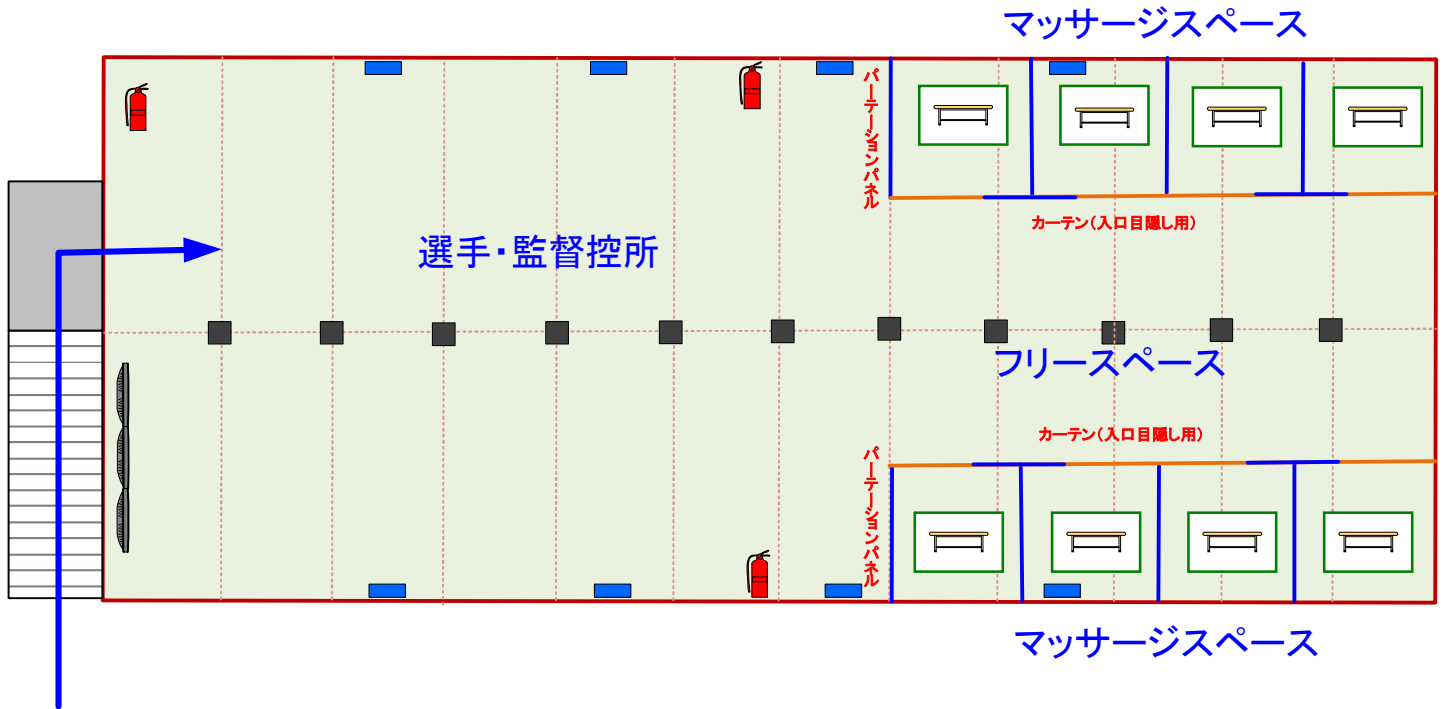 マッサージスペース
パーテーションパネル
カーテン(入口目隠し用)
選手・監督控所
フリースペース
カーテン(入口目隠し用)
パーテーションパネル
マッサージスペース